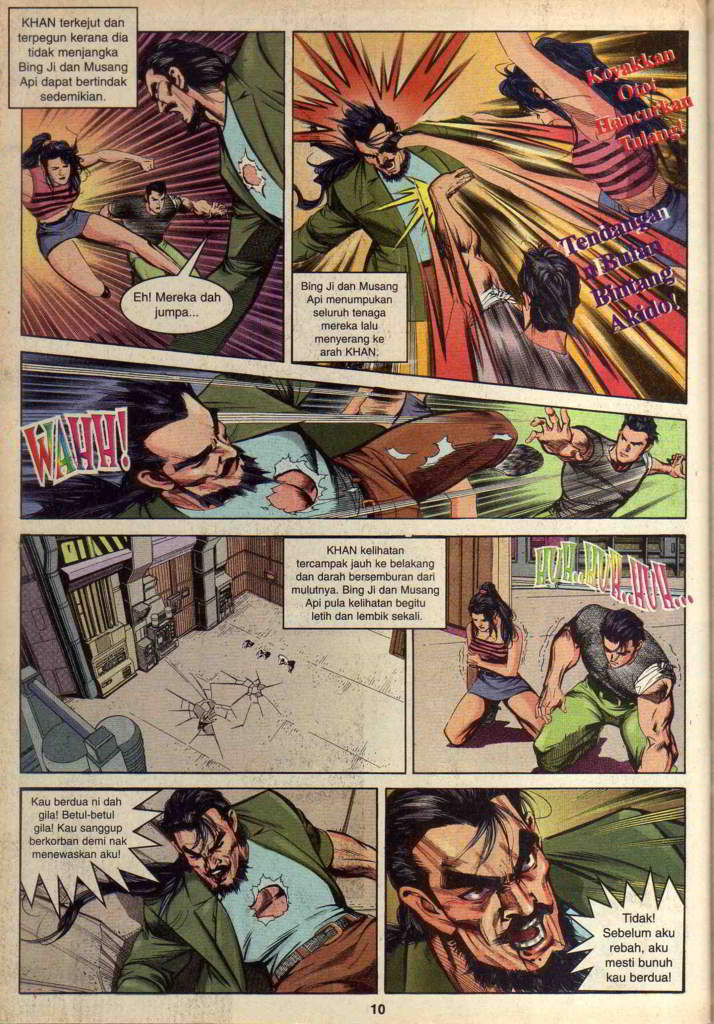 KHAN terkejut dan
terpegun kerana dia
tidak menjangka
Bing Ji dan Musang
Api dapat bertindak
sedemikian.
Eh! Mereka dah
jumpa...
Koyakkan
Otot
Hancurkan
Tulang!
Tendangan
Bintang
Akido!
Bing Ji dan Musang
Api menumpukan
seluruh tenaga
mereka lalu
menyerang ke
arah KHAN.
WAHH!
KHAN kelihatan
tercampak jauh ke belakang
dan darah bersemburan dari
mulutnya. Bing Ji dan Musang
Api pula kelihatan begitu
letih dan lembik sekali.
HUH..HUH..HUH...
Kau berdua ni dah
gila! Betul-betul
gila! Kau sanggup
berkorban demi nak
menewaskan aku!
Tidak!
Sebelum aku
rebah, aku
mesti bunuh
kau berdua!
10